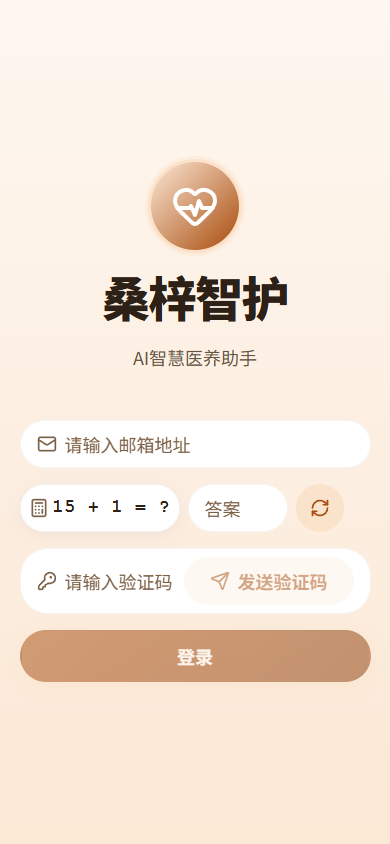 桑梓智护
AI智慧医养助手
请输入邮箱地址
15 + 1 = ?
答案
请输入验证码
发送验证码
登录